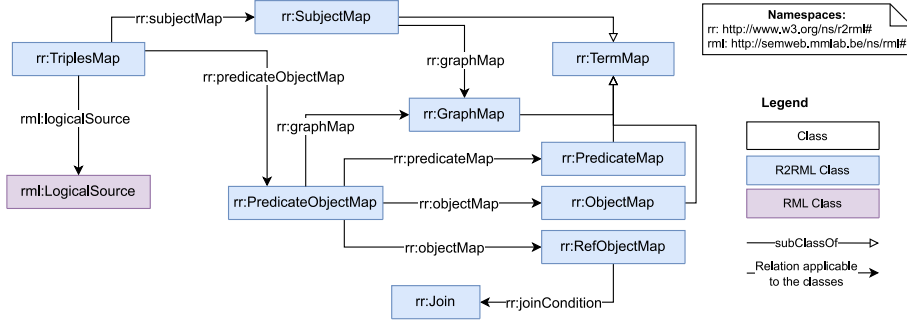 rr:subjectMap
rr:SubjectMap
Namespaces:
rr: http://www.w3.org/ns/r2rml#
rml: http://semweb.mmlab.be/ns/rml#
rr:TriplesMap
rr:graphMap
rr:TermMap
rr:predicateObjectMap
rml:logicalSource
rr:graphMap
rr:GraphMap
Legend
Class
rr:predicateMap
rr:PredicateMap
R2RML Class
rml:LogicalSource
rr:PredicateObjectMap
rr:objectMap
rr:ObjectMap
RML Class
rr:objectMap
rr:RefObjectMap
subClassOf
Relation applicable
to the classes
rr:Join
rr:joinCondition